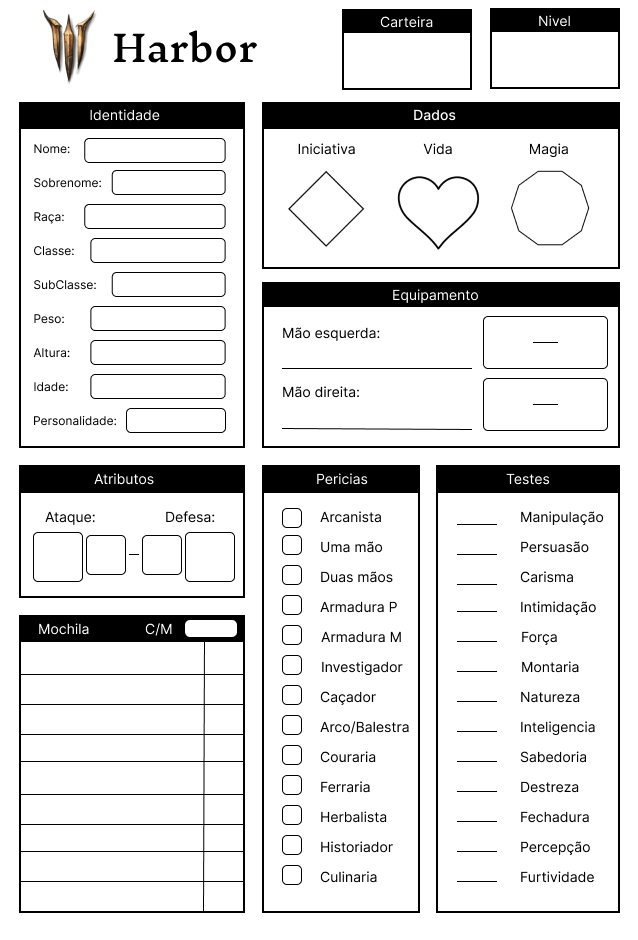 Harbor
Carteira
Nivel
Identidade
Nome:
Sobrenome:
Raça:
Classe:
SubClasse:
Peso:
Altura:
Idade:
Personalidade:
Dados
Iniciativa Vida Magia
Equipamento
Mão esquerda:
Mão direita:
Atributos
Ataque: Defesa:
Mochila C/M
Pericias
Arcanista
Uma mão
Duas mãos
Armadura P
Armadura M
Investigador
Caçador
Arco/Balestra
Couraria
Ferraria
Herbalista
Historiador
Culinaria
Testes
Manipulação
Persuasão
Carisma
Intimidação
Força
Montaria
Natureza
Inteligencia
Sabedoria
Destreza
Fechadura
Percepção
Furtividade